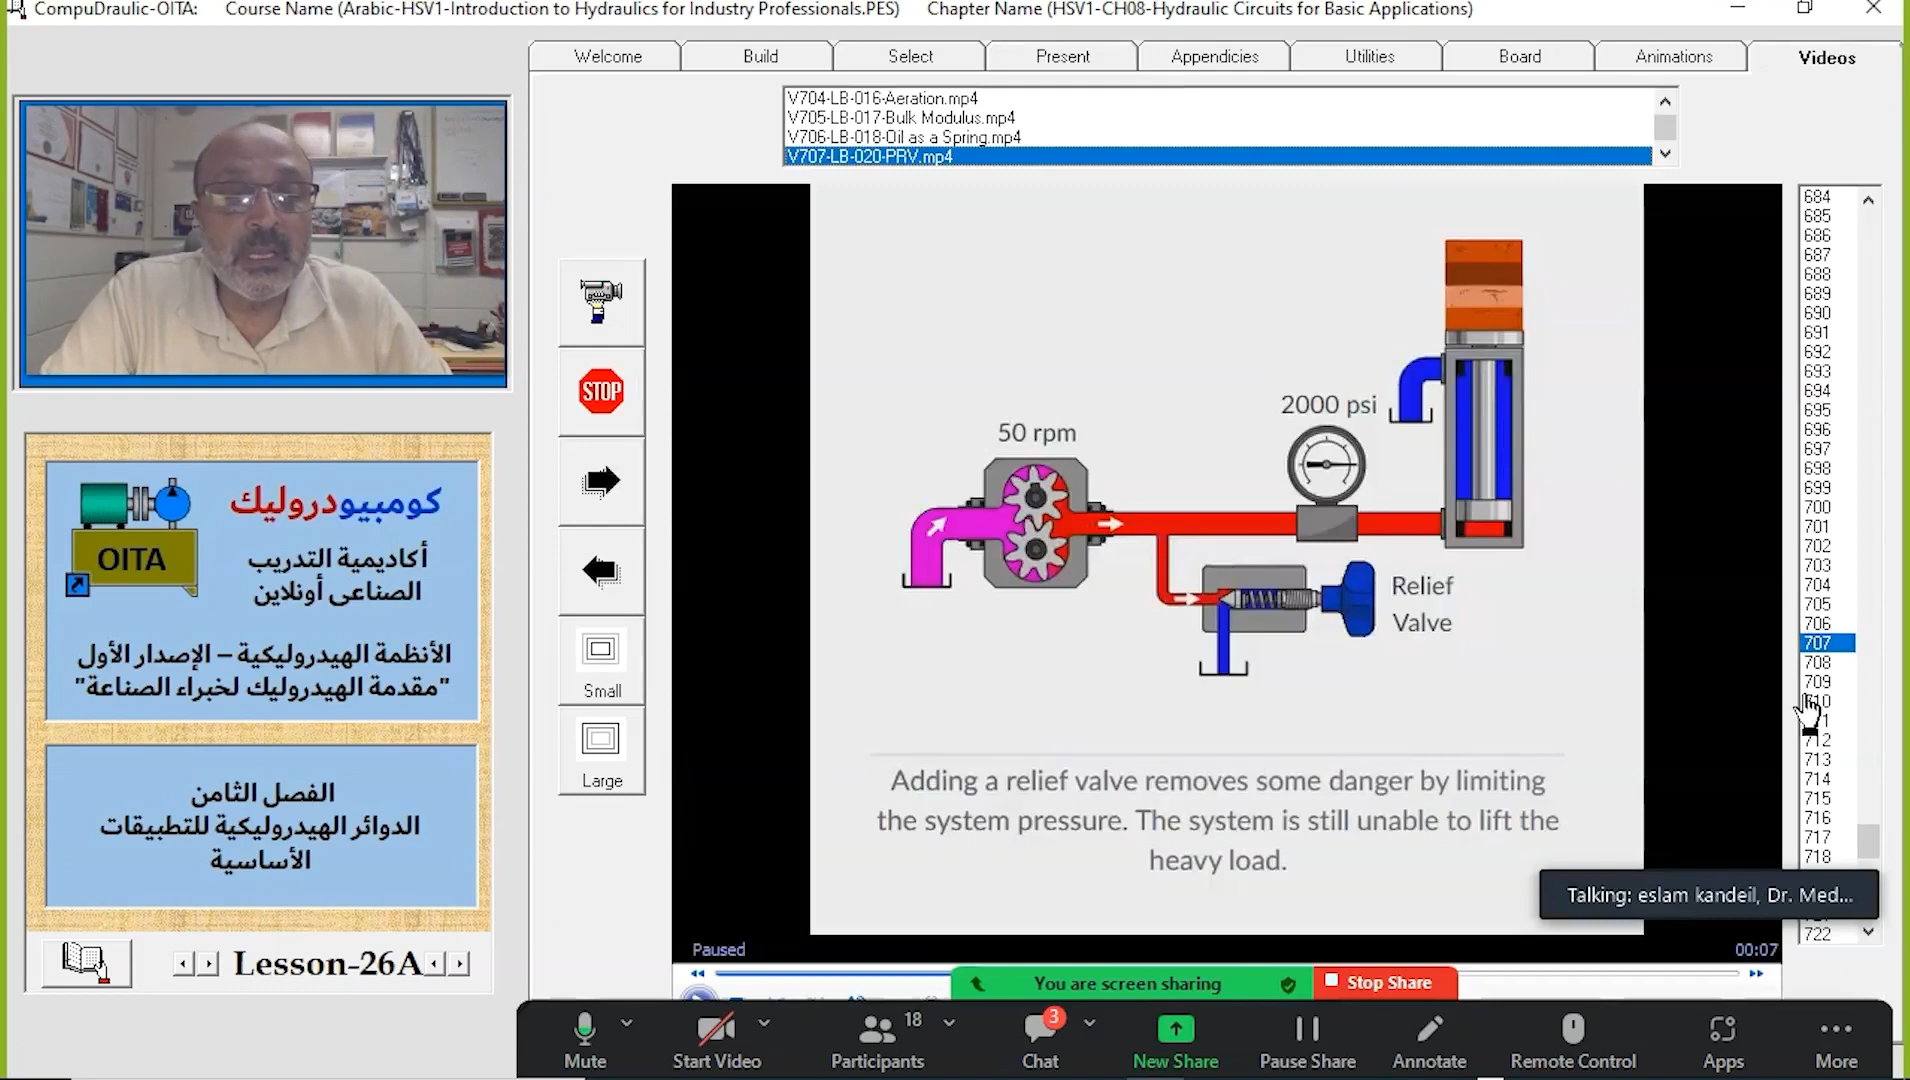 CompuDraulic-OITA: Course Name (Arabic-HSV1-Introduction to Hydraulics for Industry Professionals.PES) Chapter Name (HSV1-CH08-Hydraulic Circuits for Basic Applications)
Welcome Build Select Present Appendicies Utilities Board Animations Videos
V704-LB-016-Aeration.mp4
V705-LB-017-Bulk Modulus.mp4
V706-LB-018-Oil as a Spring.mp4
V707-LB-020-PRV.mp4
STOP
Small
Large
50 rpm
2000 psi
Relief
Valve
Adding a relief valve removes some danger by limiting
the system pressure. The system is still unable to lift the
heavy load.
684
685
686
687
688
689
690
691
692
693
694
695
696
697
698
699
700
701
702
703
704
705
706
707
708
709
712
713
714
715
716
717
718
722
Talking: eslam kandeil, Dr. Med...
كومبيودروليك
OITA
أكاديمية التدريب
الصناعى أونلاين
الأنظمة الهيدروليكية – الإصدار الأول
"مقدمة الهيدروليك لخبراء الصناعة"
الفصل الثامن
الدوائر الهيدروليكية للتطبيقات
الأساسية
Lesson-26A
Paused 00:07
You are screen sharing Stop Share
18 3
Mute Start Video Participants Chat New Share Pause Share Annotate Remote Control Apps More